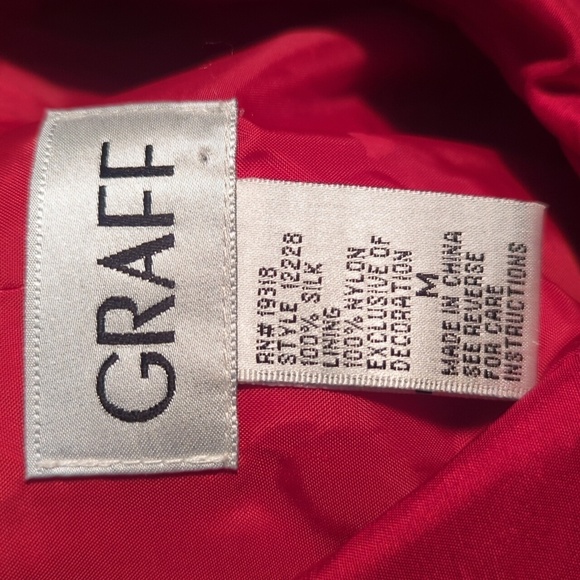 GRAFF
RN# 19318
STYLE 12228
100% SILK
LINING
100% NYLON
EXCLUSIVE OF
DECORATION
M
MADE IN CHINA
SEE REVERSE
FOR CARE
INSTRUCTIONS